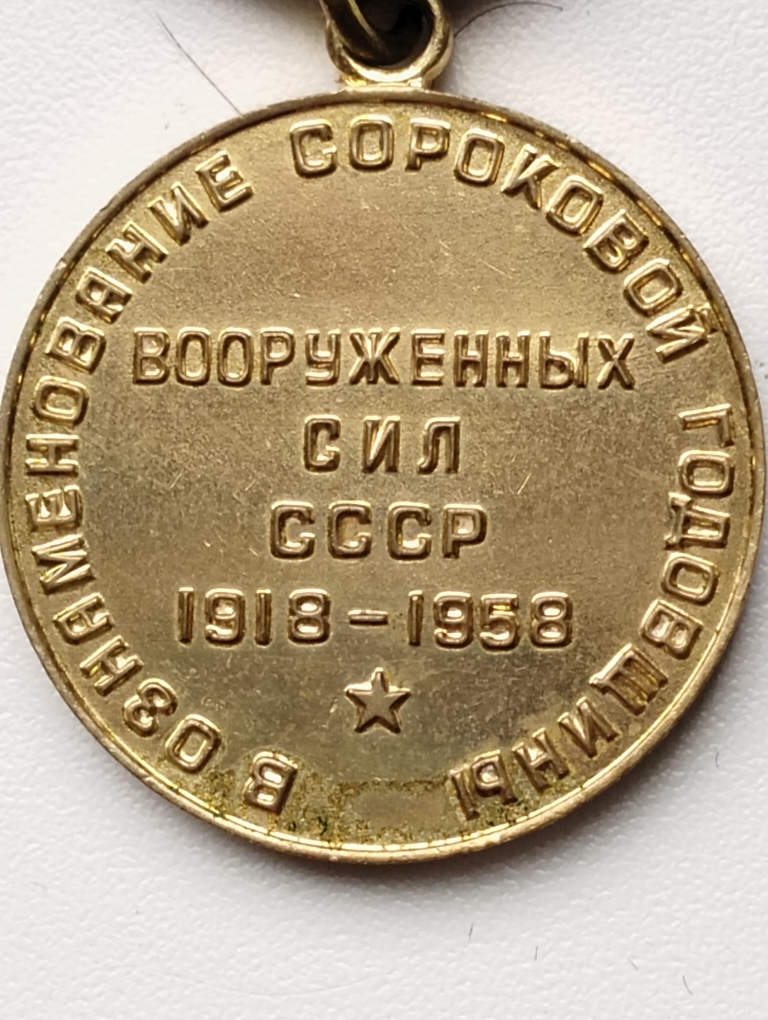 В ОЗНАМЕНОВАНИЕ СОРОКОВОЙ ГОДОВЩИНЫ
ВООРУЖЕННЫХ
СИЛ
СССР
1918-1958